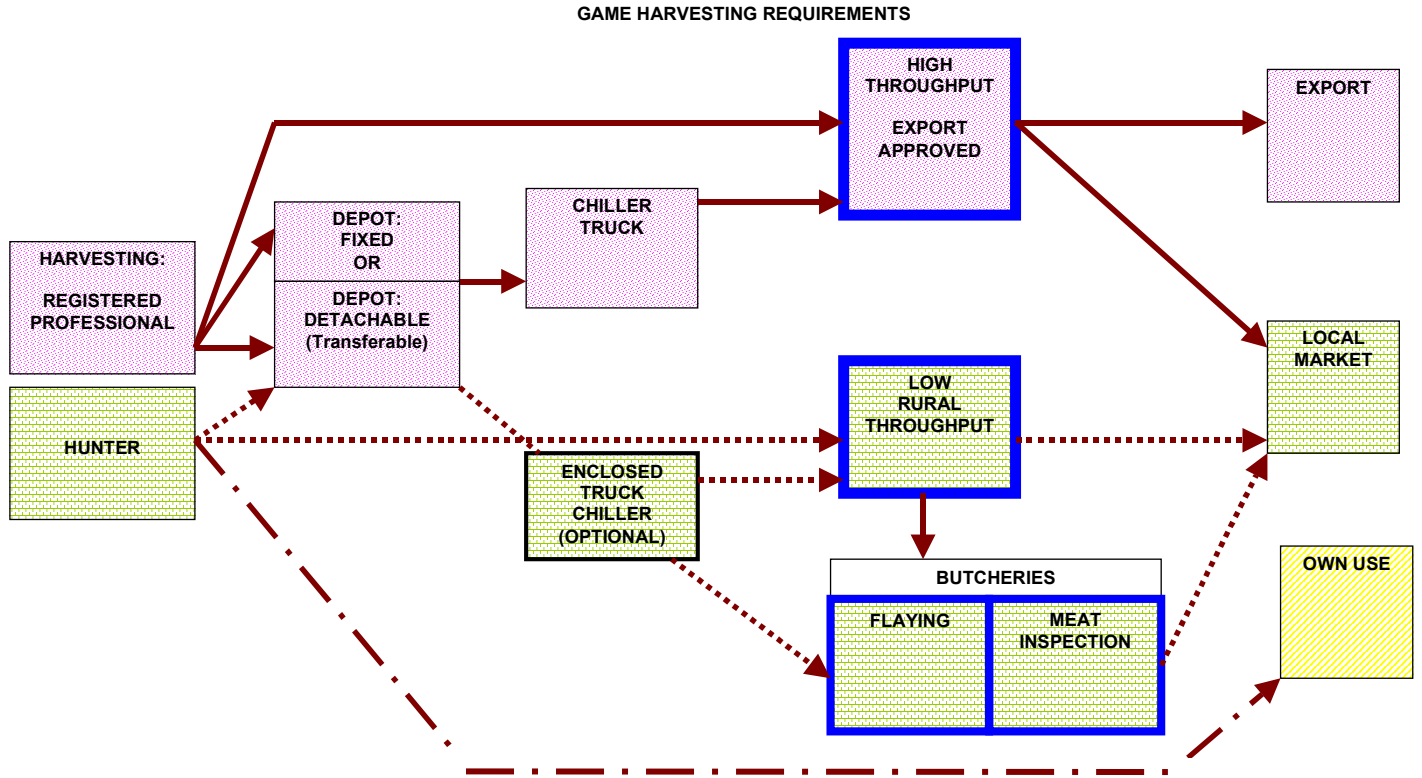 GAME HARVESTING REQUIREMENTS
HIGH
THROUGHPUT
EXPORT
APPROVED
EXPORT
CHILLER
TRUCK
DEPOT:
FIXED
OR
DEPOT:
DETACHABLE
(Transferable)
HARVESTING:
REGISTERED
PROFESSIONAL
LOCAL
MARKET
LOW
RURAL
THROUGHPUT
HUNTER
ENCLOSED
TRUCK
CHILLER
(OPTIONAL)
BUTCHERIES
FLAYING
MEAT
INSPECTION
OWN USE